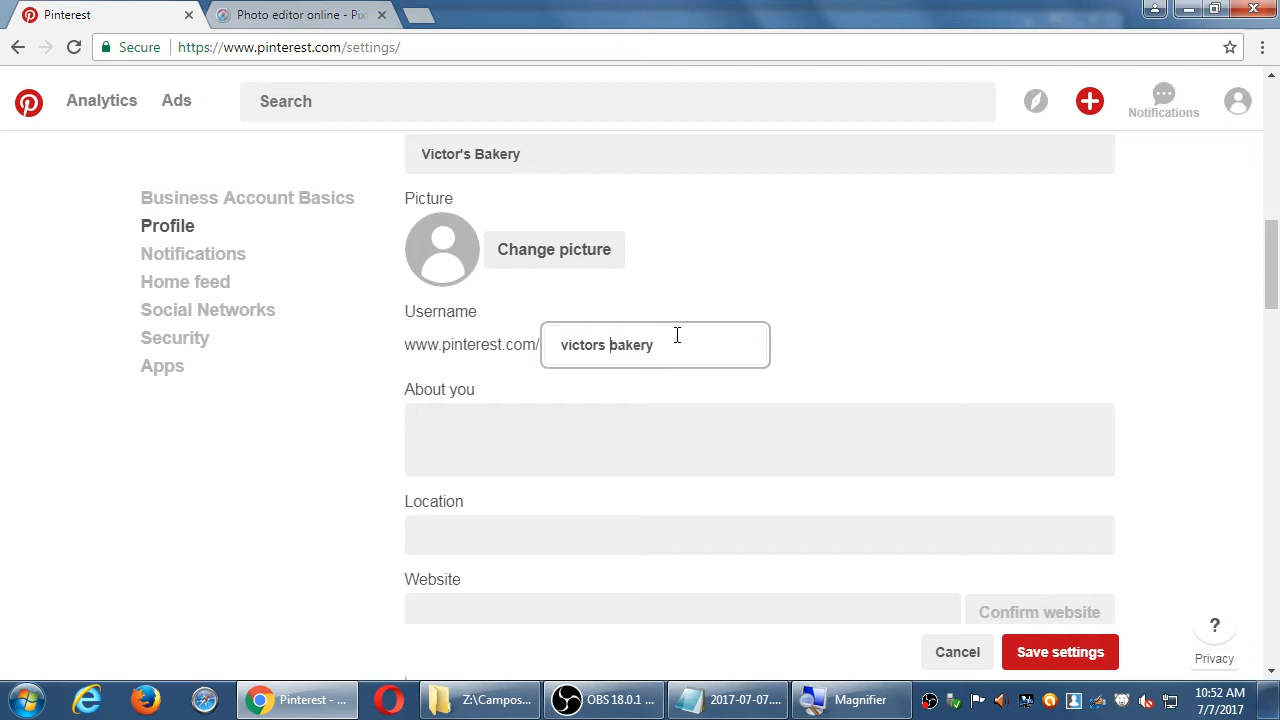 Pinterest
Photo editor online - Pix
Secure
https://www.pinterest.com/settings/
Analytics
Ads
Search
Notifications
Victor's Bakery
Business Account Basics
Profile
Notifications
Home feed
Social Networks
Security
Apps
Picture
Change picture
Username
www.pinterest.com/
victors bakery
About you
Location
Website
Confirm website
Cancel
Save settings
?
Privacy
Pinterest - ...
Z:\Campos...
OBS 18.0.1 ...
2017-07-07....
Magnifier
10:52 AM
7/7/2017